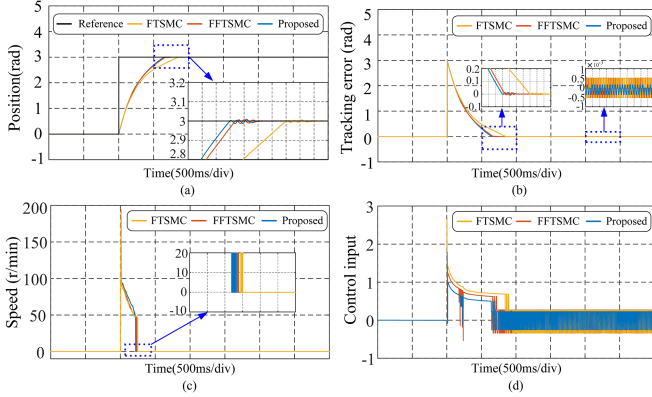 Reference FTSMC FFTSMC Proposed
5
4
3
2
1
0
-1
Position(rad)
3.2
3.1
3
2.9
2.8
Time(500ms/div)
(a)
FTSMC FFTSMC Proposed
5
4
3
2
1
0
-1
Tracking error (rad)
0.2
0.1
0
-0.1
1
0.5
0
-0.5
-1
Time(500ms/div)
(b)
FTSMC FFTSMC Proposed
200
150
100
50
0
Speed (r/min)
20
10
0
-10
Time(500ms/div)
(c)
FTSMC FFTSMC Proposed
3
2
1
0
-1
Control input
Time(500ms/div)
(d)